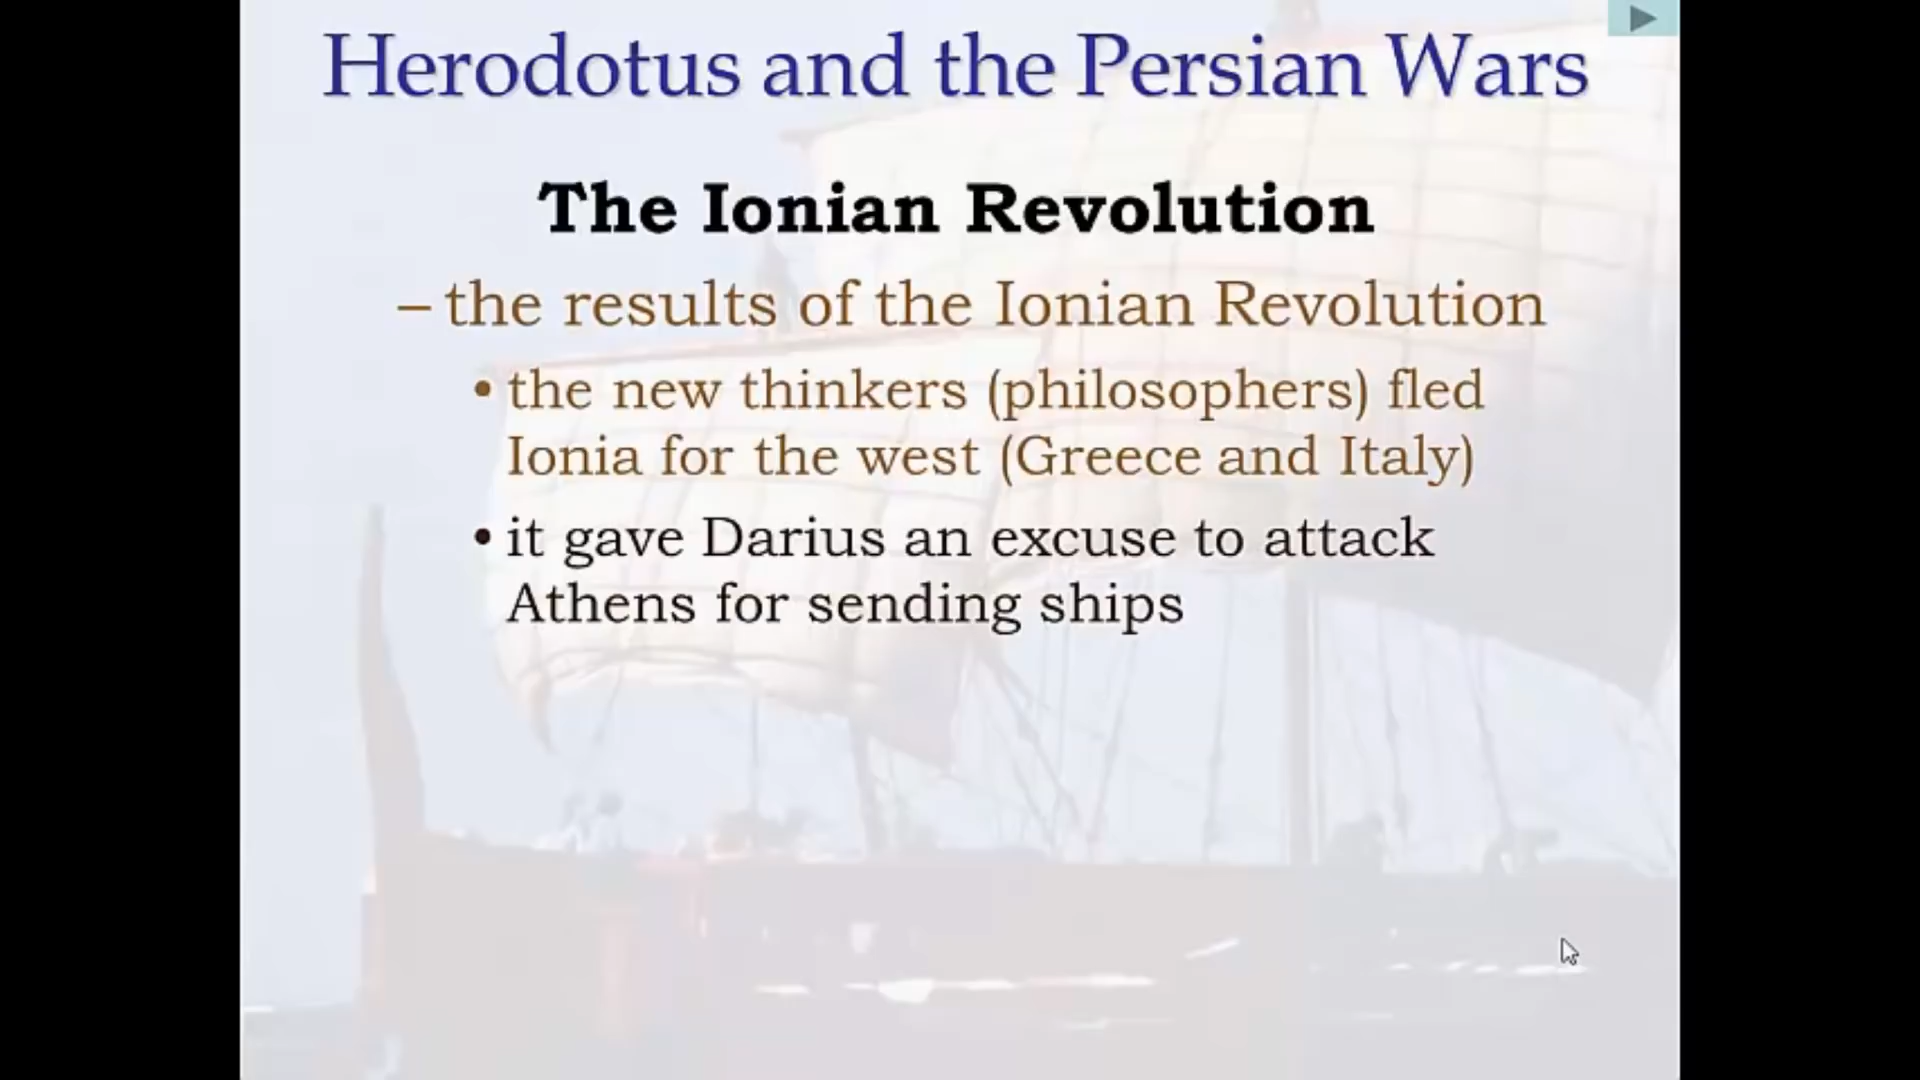 Herodotus and the Persian Wars
The Ionian Revolution
– the results of the Ionian Revolution
• the new thinkers (philosophers) fled
Ionia for the west (Greece and Italy)
• it gave Darius an excuse to attack
Athens for sending ships